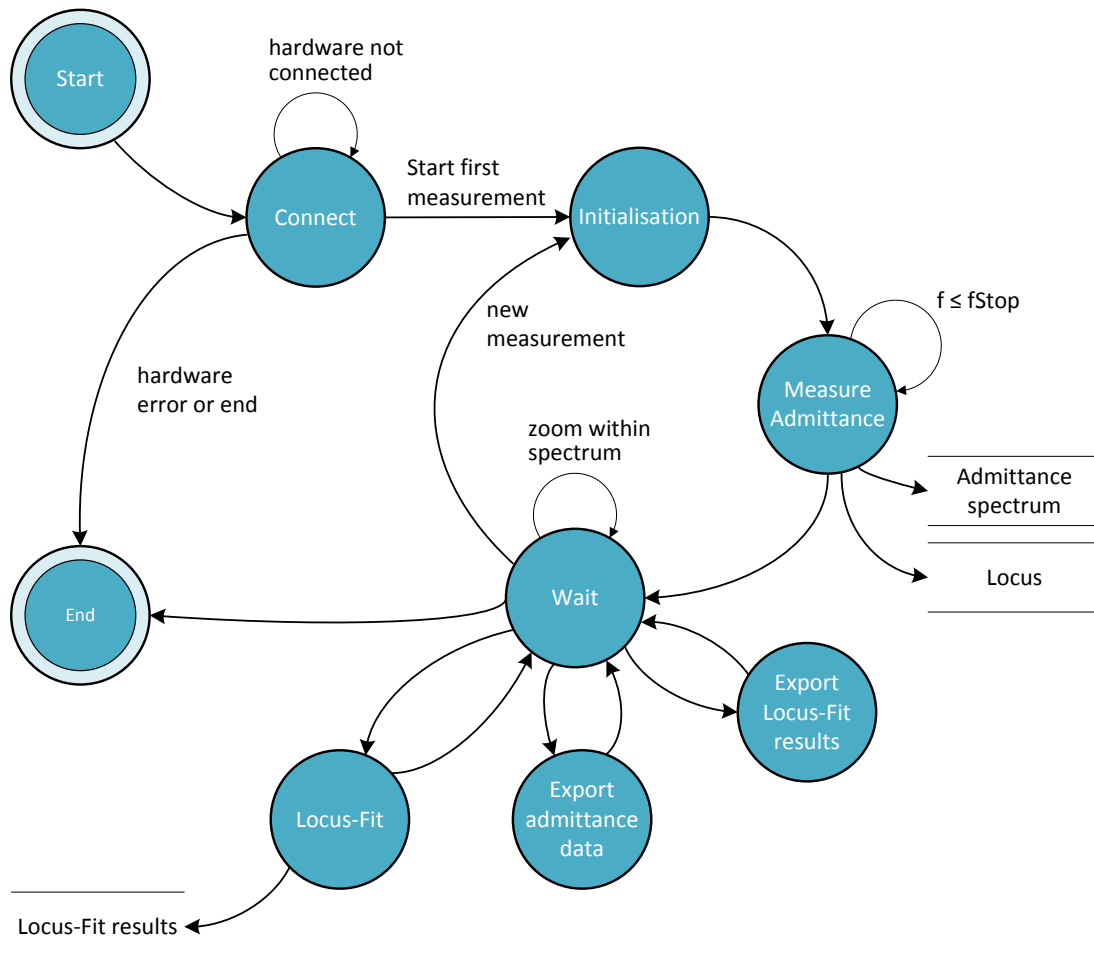 hardware not
connected
Start
Start first
measurement
Connect
Initialisation
f ≤ fStop
new
measurement
hardware
error or end
Measure
Admittance
zoom within
spectrum
Admittance
spectrum
Locus
Wait
End
Export
Locus-Fit
results
Locus-Fit
Export
admittance
data
Locus-Fit results